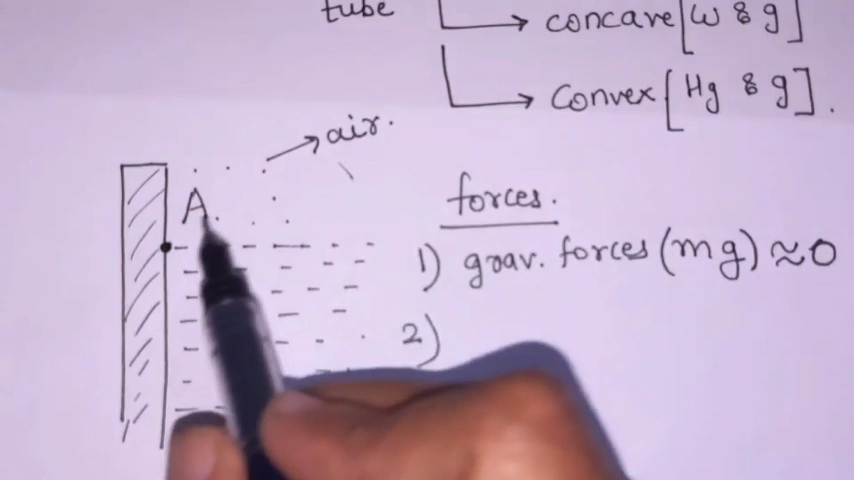 tube
concave [w & g]
Convex [Hg & g].
air.
A
forces.
1) grav. forces (mg) ≈ 0
2)